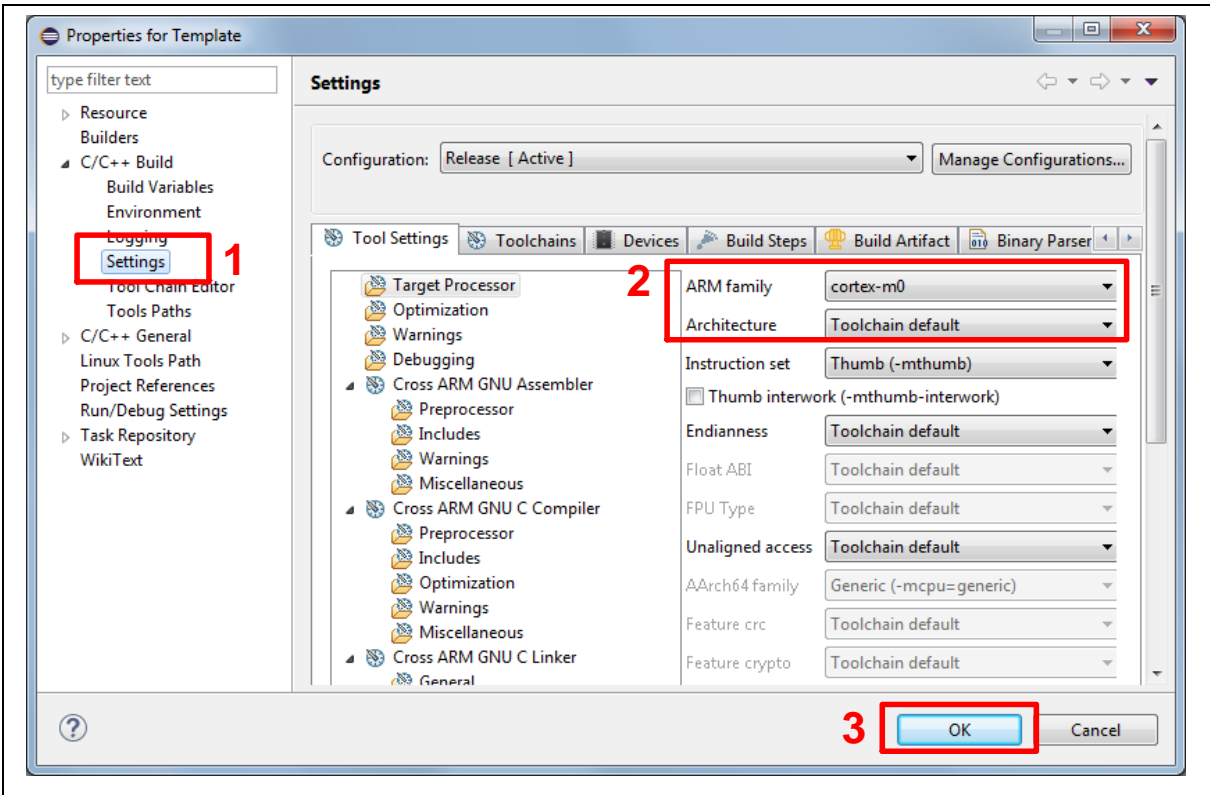 Properties for Template
type filter text
Resource
Builders
C/C++ Build
Build Variables
Environment
Logging
Settings
1
Tool Chain Editor
Tools Paths
C/C++ General
Linux Tools Path
Project References
Run/Debug Settings
Task Repository
WikiText
Settings
Configuration: Release [ Active ] Manage Configurations...
Tool Settings Toolchains Devices Build Steps Build Artifact Binary Parser
Target Processor
Optimization
Warnings
Debugging
Cross ARM GNU Assembler
Preprocessor
Includes
Warnings
Miscellaneous
Cross ARM GNU C Compiler
Preprocessor
Includes
Optimization
Warnings
Miscellaneous
Cross ARM GNU C Linker
General
2
ARM family cortex-m0
Architecture Toolchain default
Instruction set Thumb (-mthumb)
Thumb interwork (-mthumb-interwork)
Endianness Toolchain default
Float ABI Toolchain default
FPU Type Toolchain default
Unaligned access Toolchain default
AArch64 family Generic (-mcpu=generic)
Feature crc Toolchain default
Feature crypto Toolchain default
?
3
OK Cancel